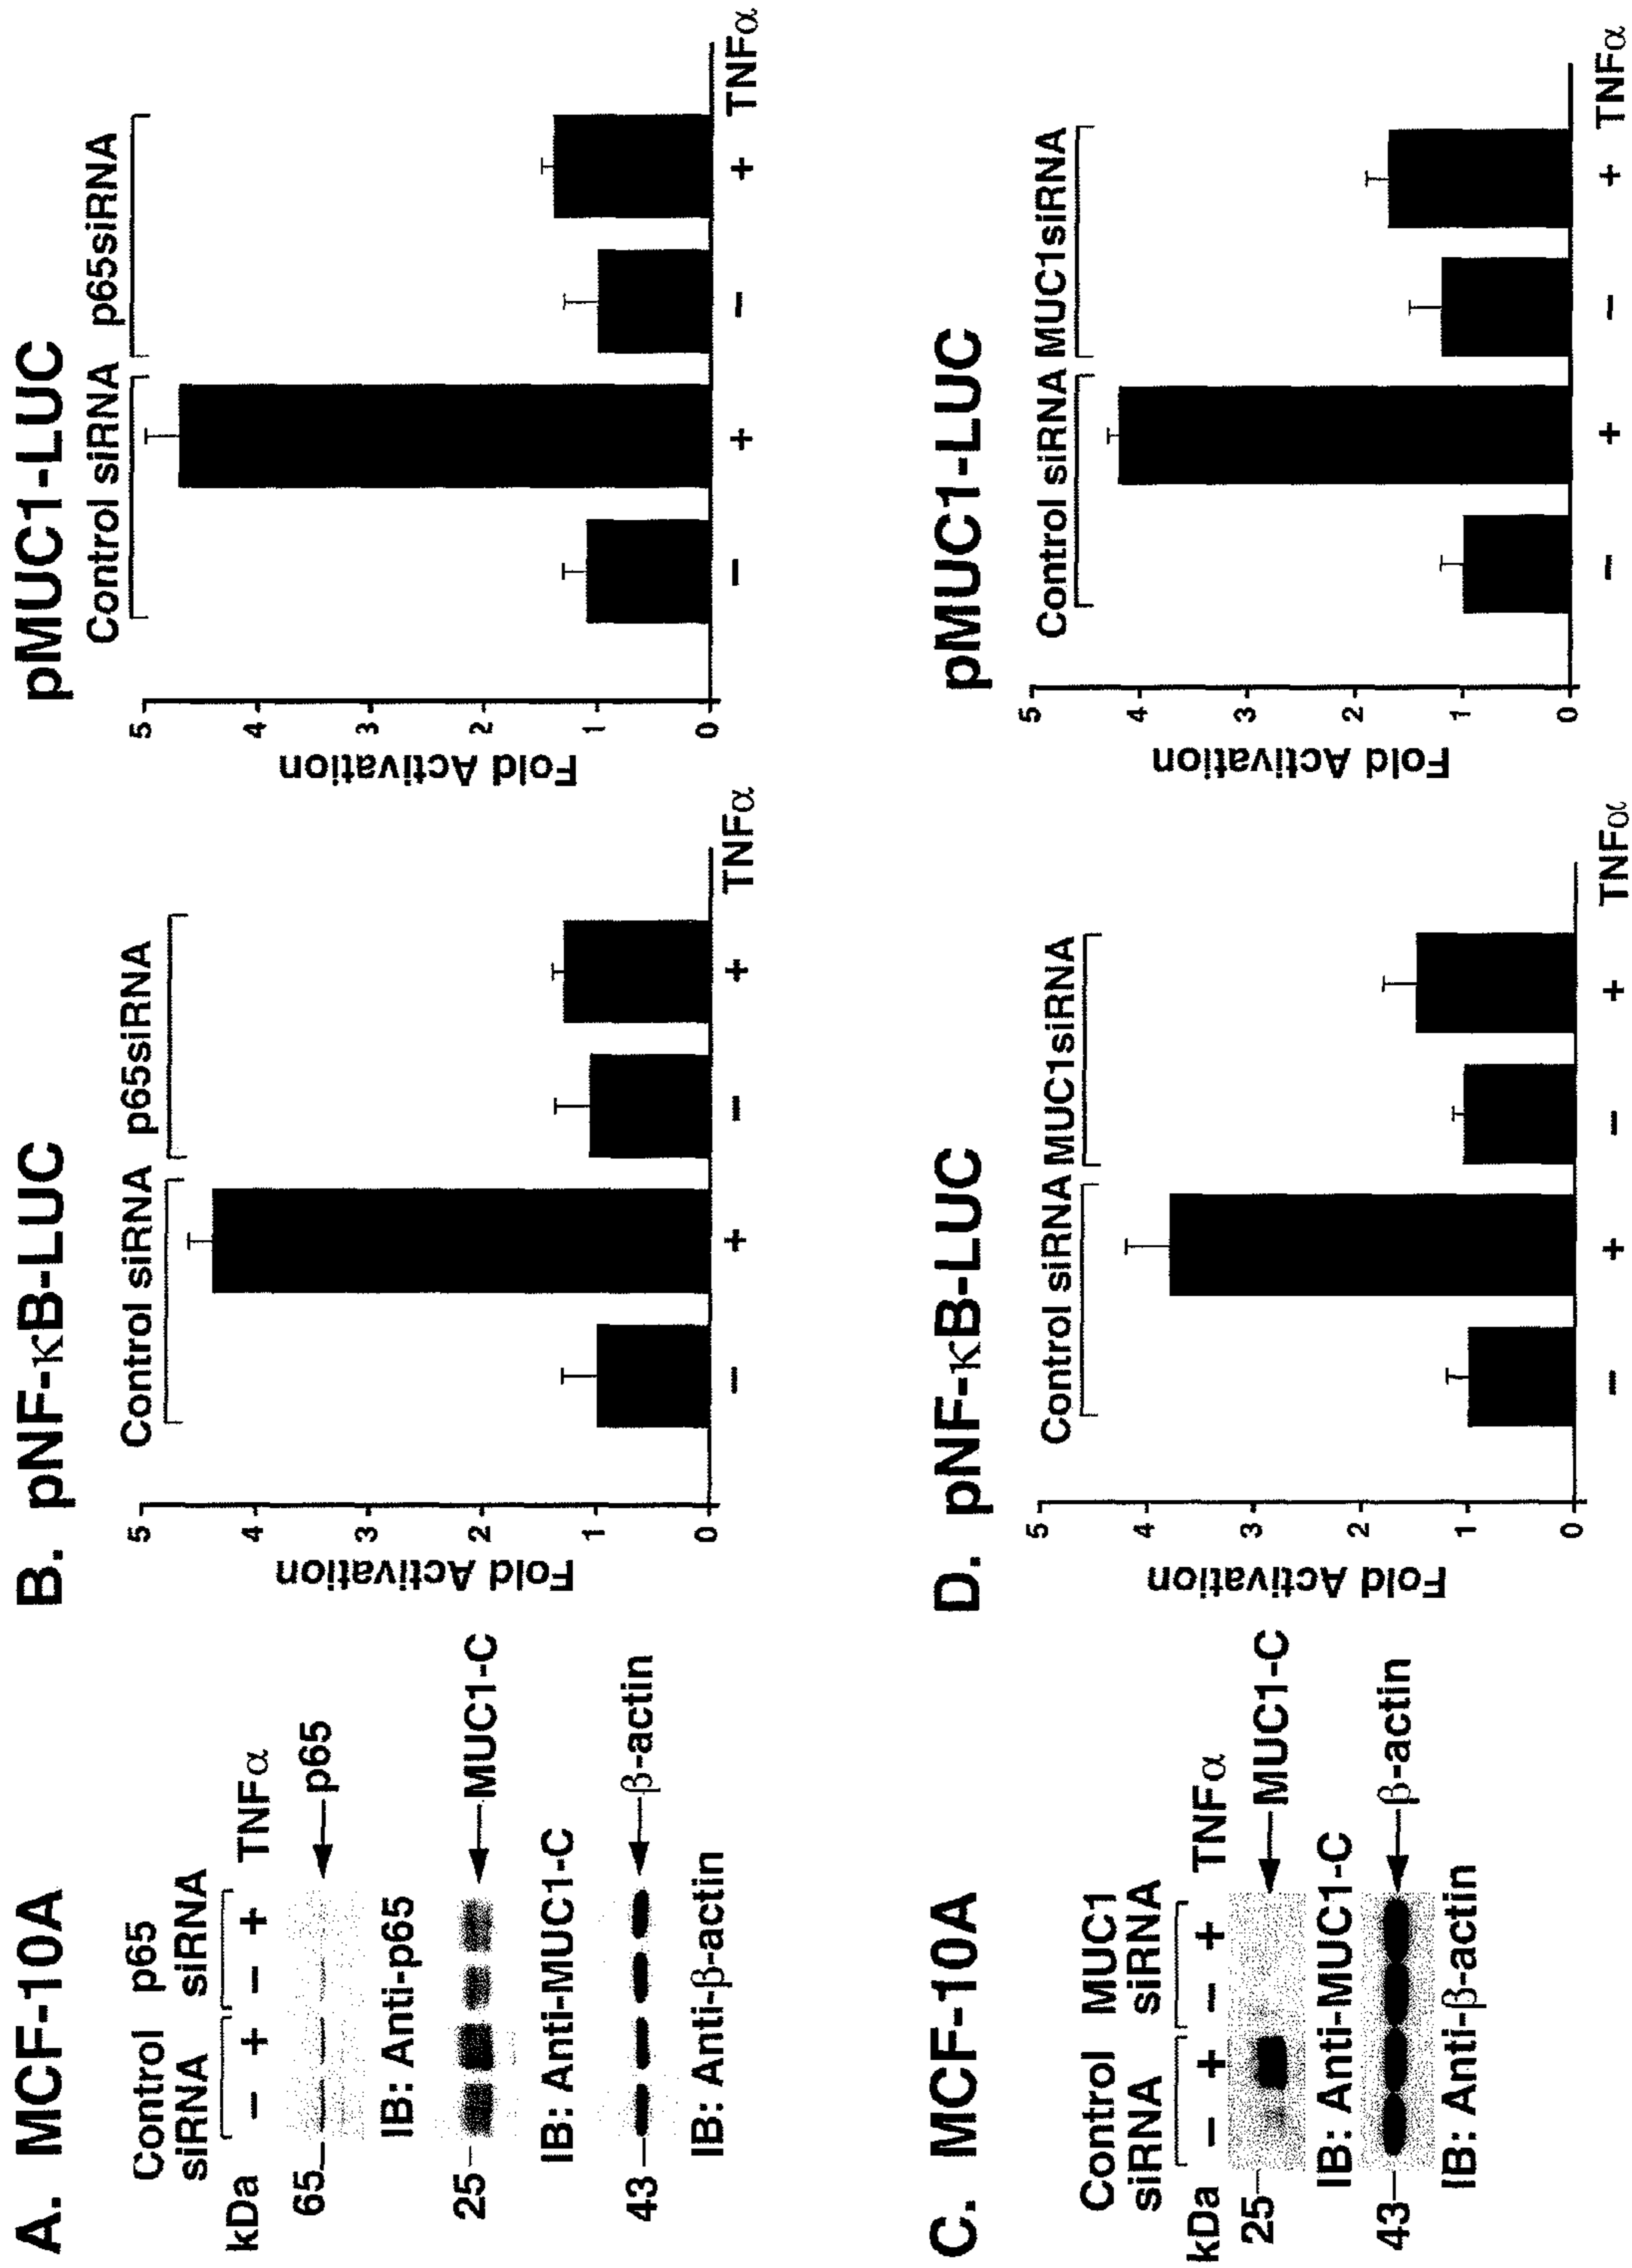 A. MCF-10A
Control siRNA
p65 siRNA
kDa − + − + TNFα
65 p65
IB: Anti-p65
25 MUC1-C
IB: Anti-MUC1-C
43 β-actin
IB: Anti-β-actin
B. pNF-κB-LUC
Control siRNA p65siRNA
Fold Activation
5
4
3
2
1
0
− + − + TNFα
pMUC1-LUC
Control siRNA p65siRNA
Fold Activation
5
4
3
2
1
0
− + − + TNFα
C. MCF-10A
Control siRNA
MUC1 siRNA
kDa − + − + TNFα
25 MUC1-C
IB: Anti-MUC1-C
43 β-actin
IB: Anti-β-actin
D. pNF-κB-LUC
Control siRNA MUC1siRNA
Fold Activation
5
4
3
2
1
0
− + − + TNFα
pMUC1-LUC
Control siRNA MUC1siRNA
Fold Activation
5
4
3
2
1
0
− + − + TNFα